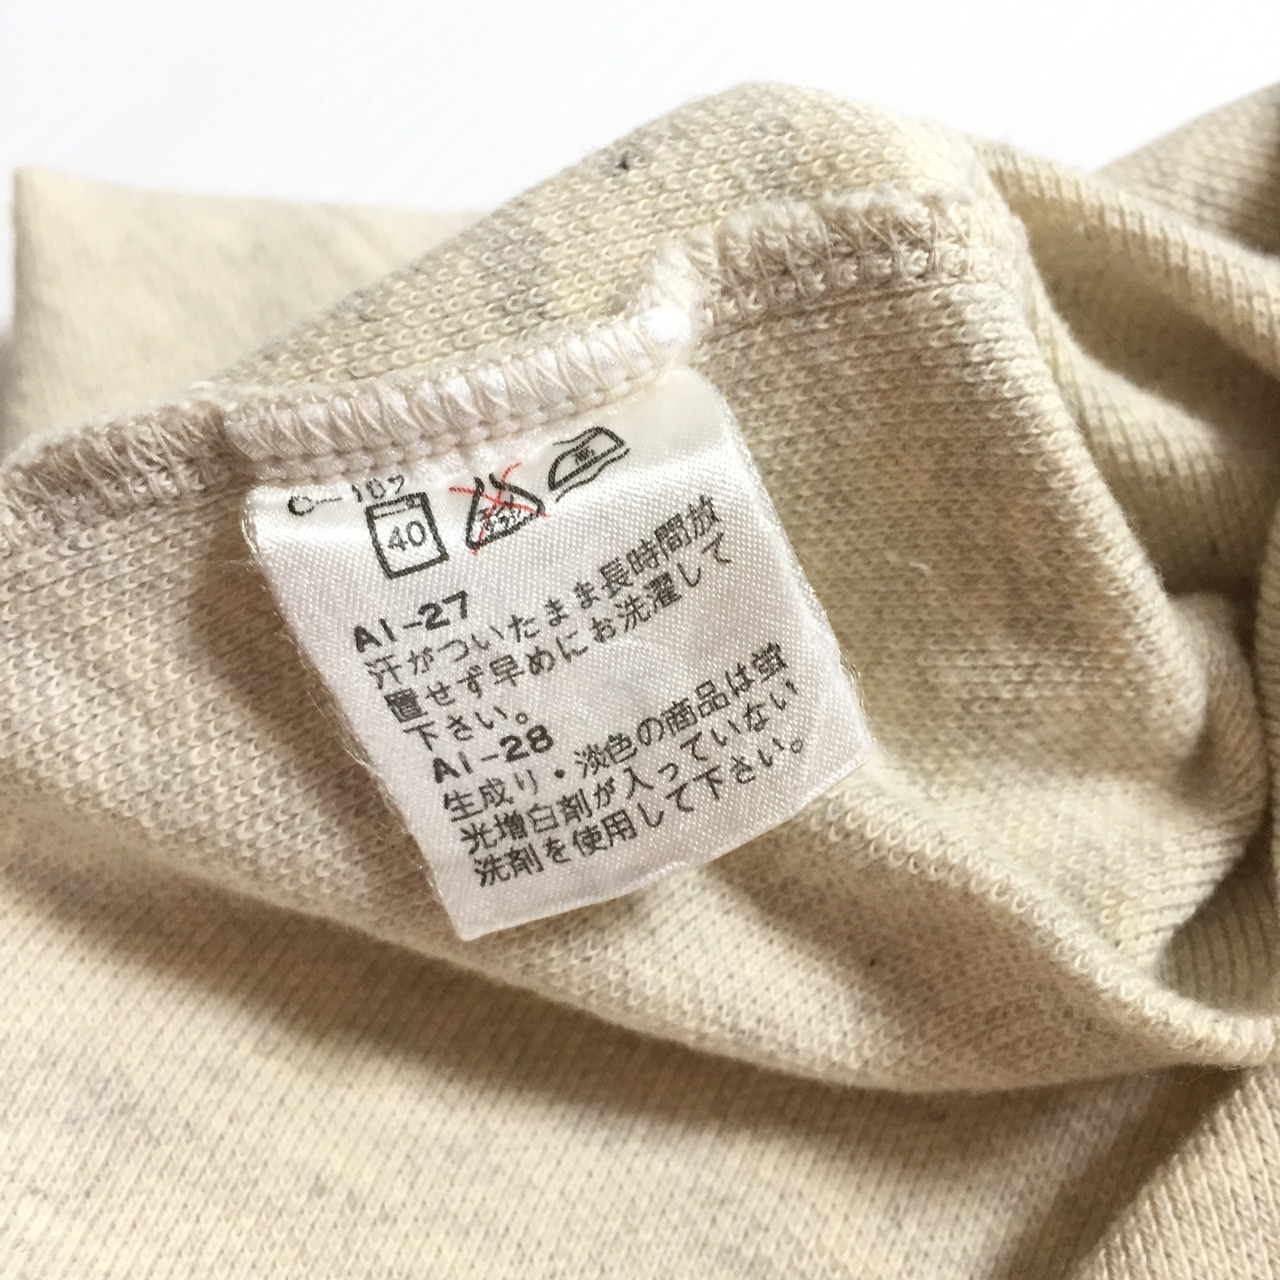 40
A1-27
汗がついたまま長時間放
置せず早めにお洗濯して
下さい。
A1-28
生成り・淡色の商品は蛍
光増白剤が入っていない
洗剤を使用して下さい。